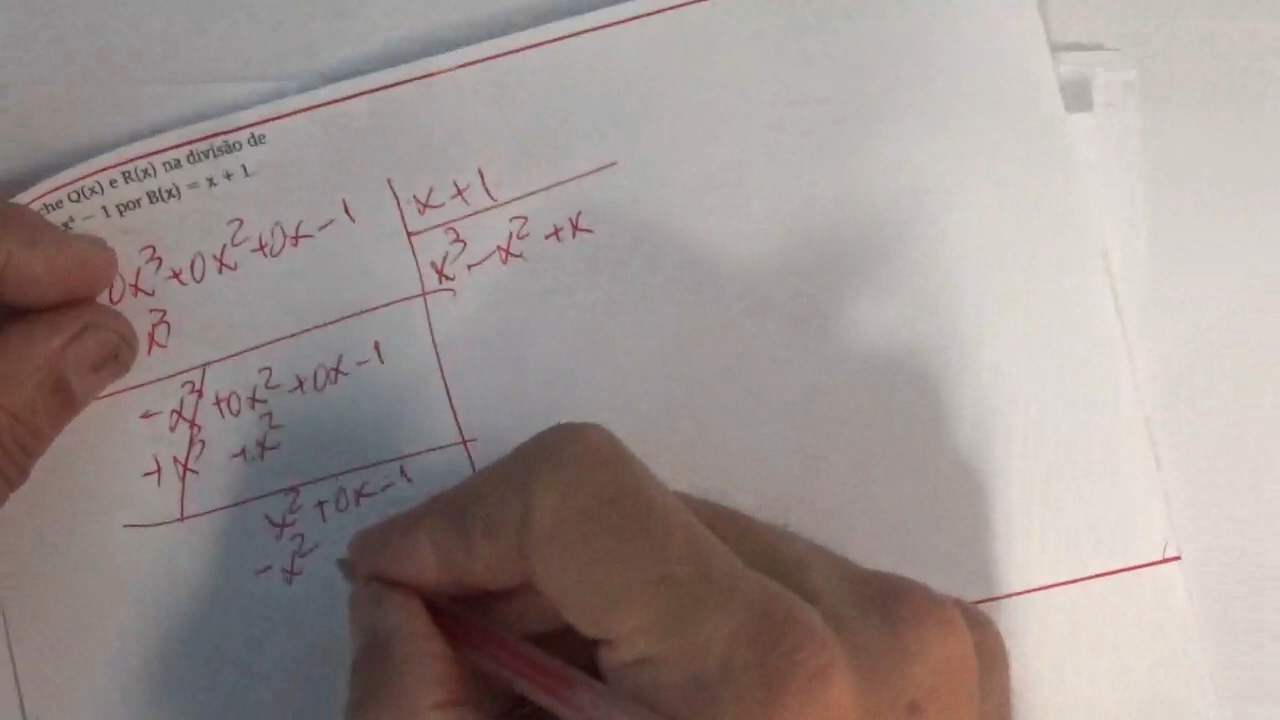 he Q(x) e R(x) na divisão de
x⁴ − 1 por B(x) = x + 1
0x³+0x²+0x−1
x+1
x³
x³−x²+x
−x³+0x²+0x−1
+x³ +x²
x²+0x−1
−x²